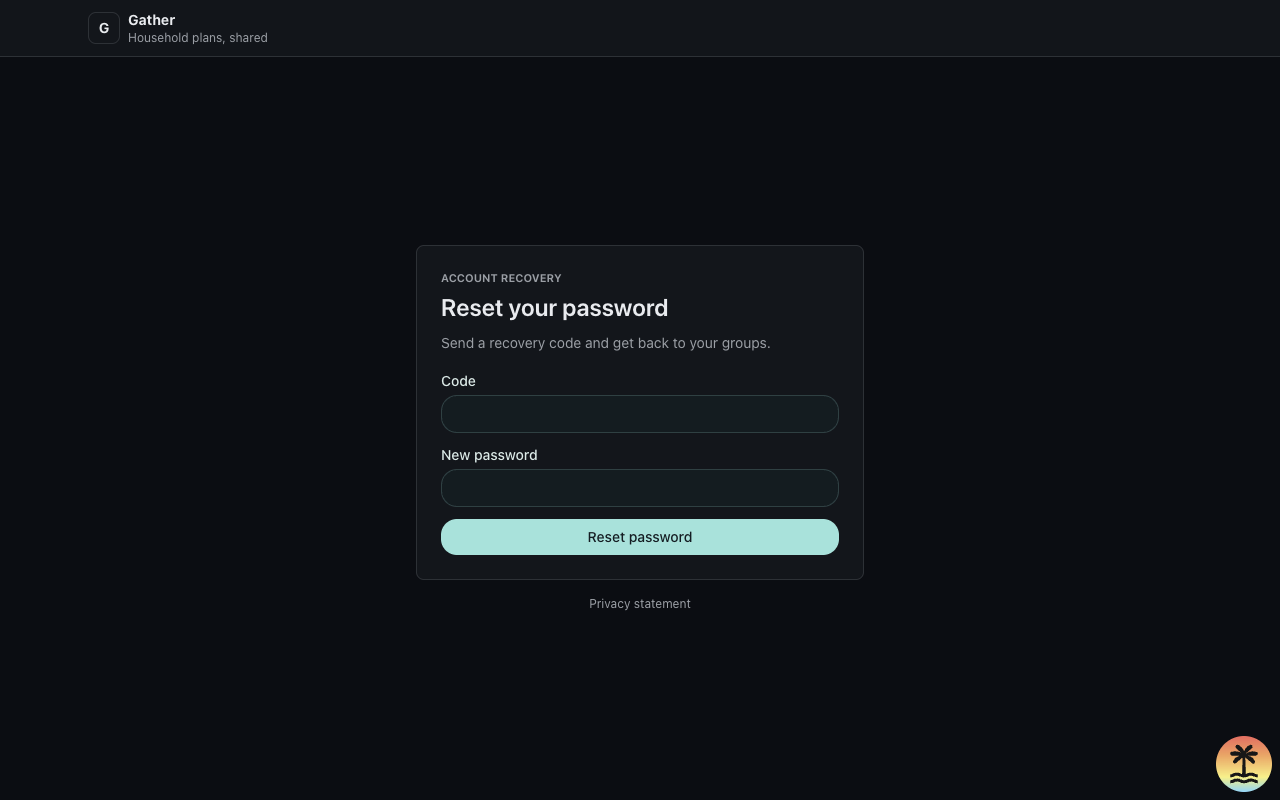 G
Gather
Household plans, shared
ACCOUNT RECOVERY
Reset your password
Send a recovery code and get back to your groups.
Code
New password
Reset password
Privacy statement